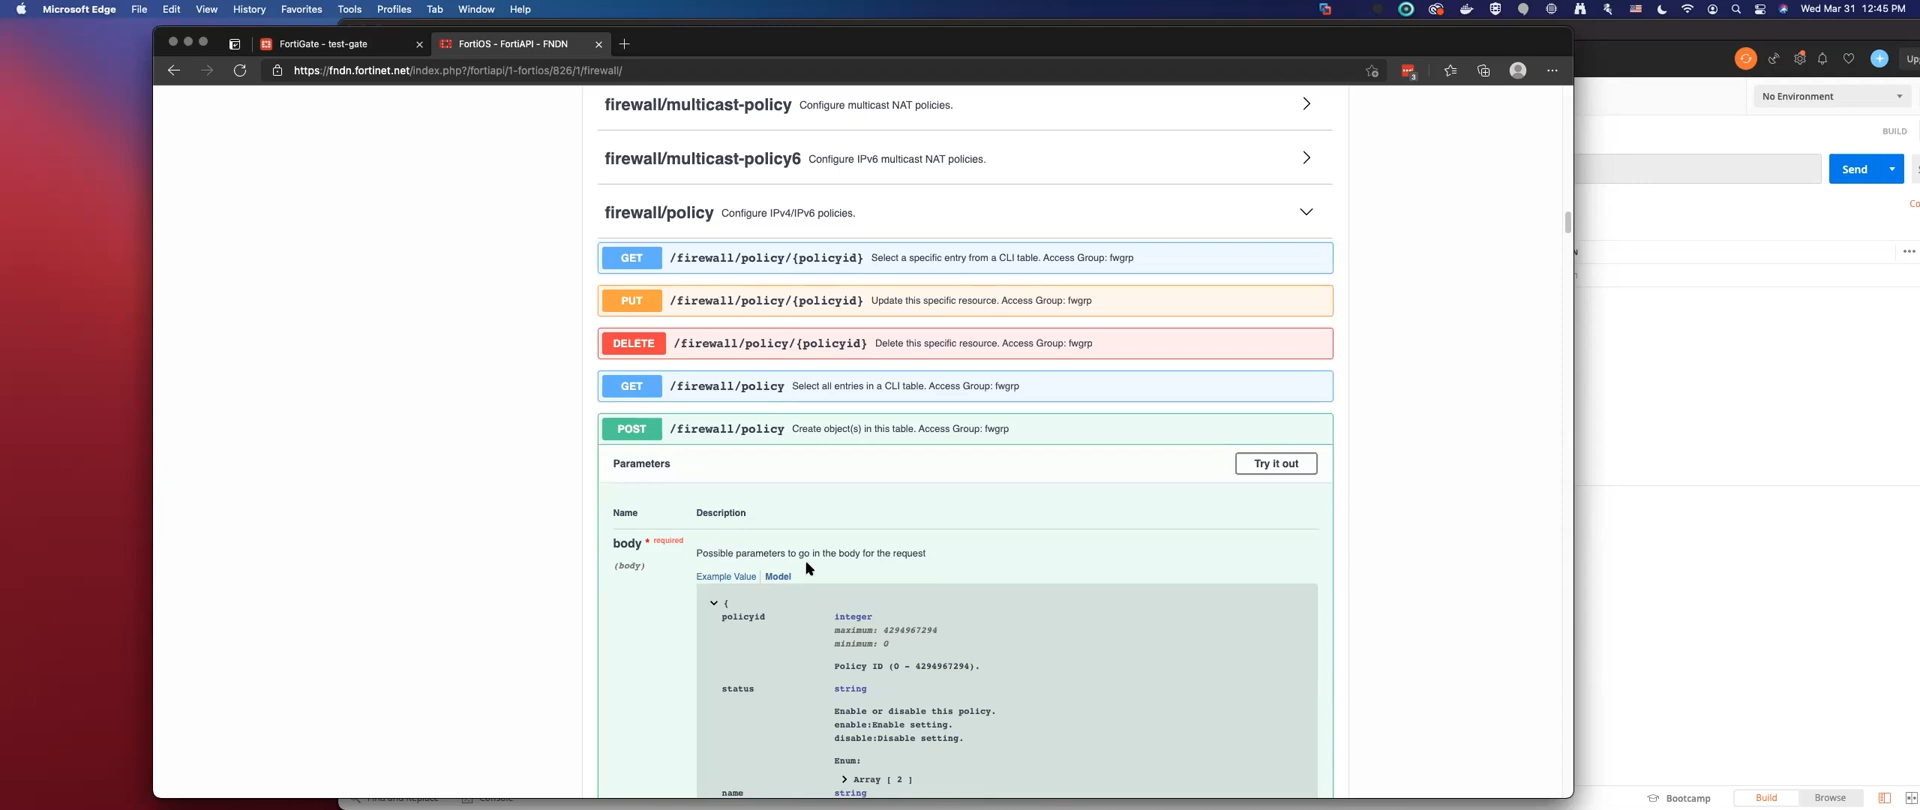 Microsoft Edge File Edit View History Favorites Tools Profiles Tab Window Help
Wed Mar 31 12:45 PM
FortiGate - test-gate
FortiOS - FortiAPI - FNDN
https://fndn.fortinet.net/index.php?/fortiapi/1-fortios/826/1/firewall/
3
firewall/multicast-policy Configure multicast NAT policies.
firewall/multicast-policy6 Configure IPv6 multicast NAT policies.
firewall/policy Configure IPv4/IPv6 policies.
GET /firewall/policy/{policyid} Select a specific entry from a CLI table. Access Group: fwgrp
PUT /firewall/policy/{policyid} Update this specific resource. Access Group: fwgrp
DELETE /firewall/policy/{policyid} Delete this specific resource. Access Group: fwgrp
GET /firewall/policy Select all entries in a CLI table. Access Group: fwgrp
POST /firewall/policy Create object(s) in this table. Access Group: fwgrp
Parameters
Try it out
Name Description
body * required
(body)
Possible parameters to go in the body for the request
Example Value Model
{
policyid integer
maximum: 4294967294
minimum: 0
Policy ID (0 - 4294967294).
status string
Enable or disable this policy.
enable:Enable setting.
disable:Disable setting.
Enum:
Array [ 2 ]
name string
Up
No Environment
BUILD
Send
Co
Bootcamp
Build
Browse